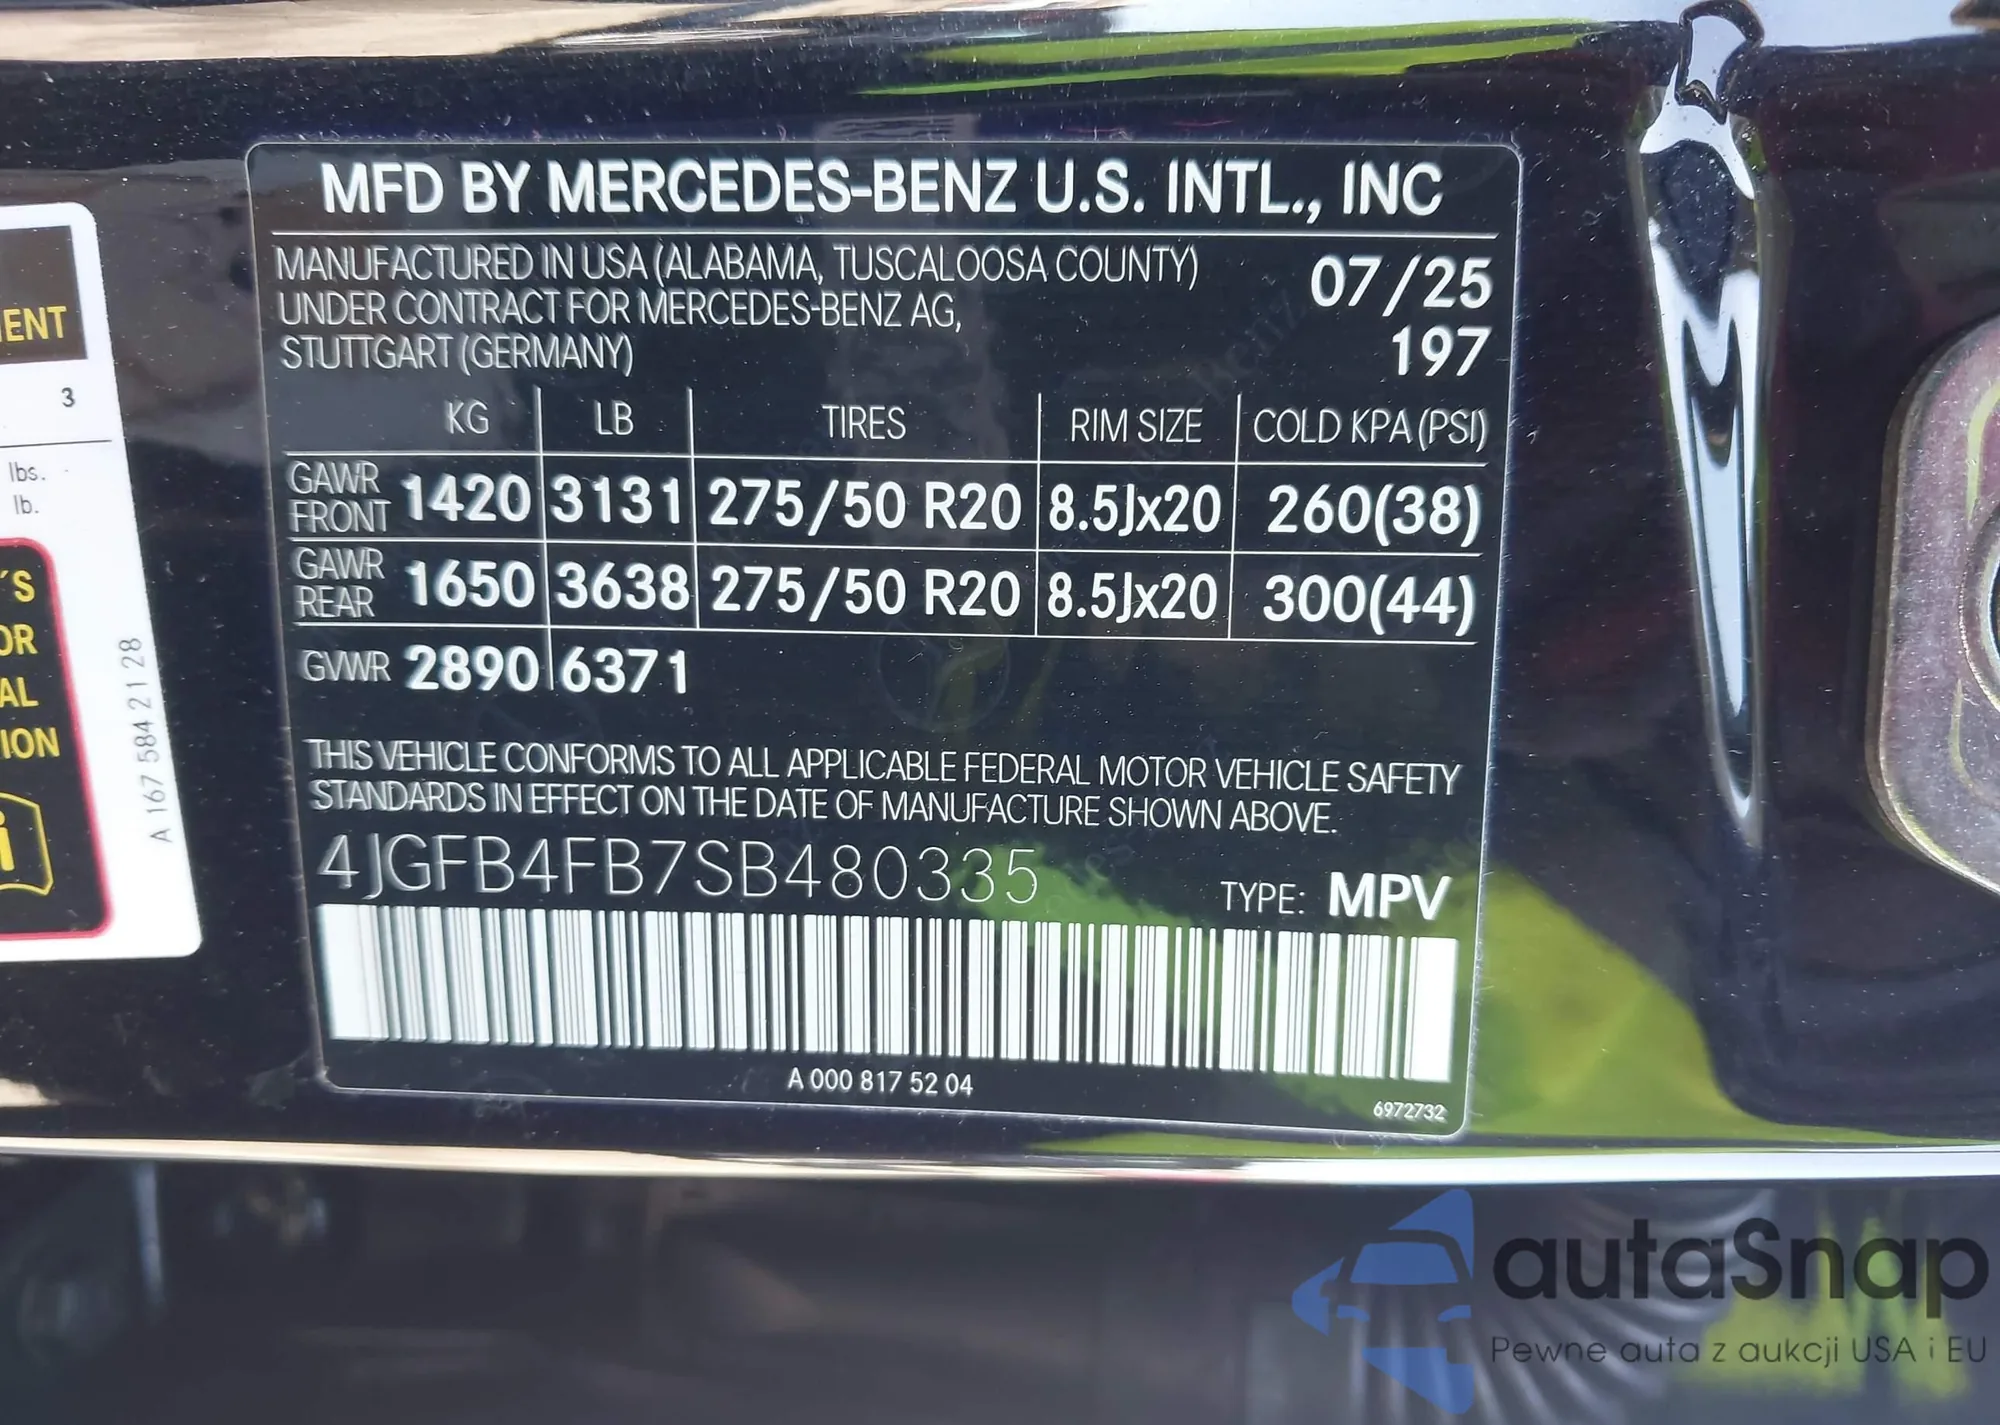 MFD BY MERCEDES-BENZ U.S. INTL., INC
MANUFACTURED IN USA (ALABAMA, TUSCALOOSA COUNTY) 07/25
UNDER CONTRACT FOR MERCEDES-BENZ AG,
STUTTGART (GERMANY) 197
KG LB TIRES RIM SIZE COLD KPA (PSI)
GAWR FRONT 1420 3131 275/50 R20 8.5Jx20 260(38)
GAWR REAR 1650 3638 275/50 R20 8.5Jx20 300(44)
GVWR 2890 6371
THIS VEHICLE CONFORMS TO ALL APPLICABLE FEDERAL MOTOR VEHICLE SAFETY
STANDARDS IN EFFECT ON THE DATE OF MANUFACTURE SHOWN ABOVE.
4JGFB4FB7SB480335 TYPE: MPV
A 000 817 52 04
6972732
ENT
3
lbs.
lb.
'S
OR
AL
ION
A 167 584 21 28
autaSnap
Pewne auta z aukcji USA i EU